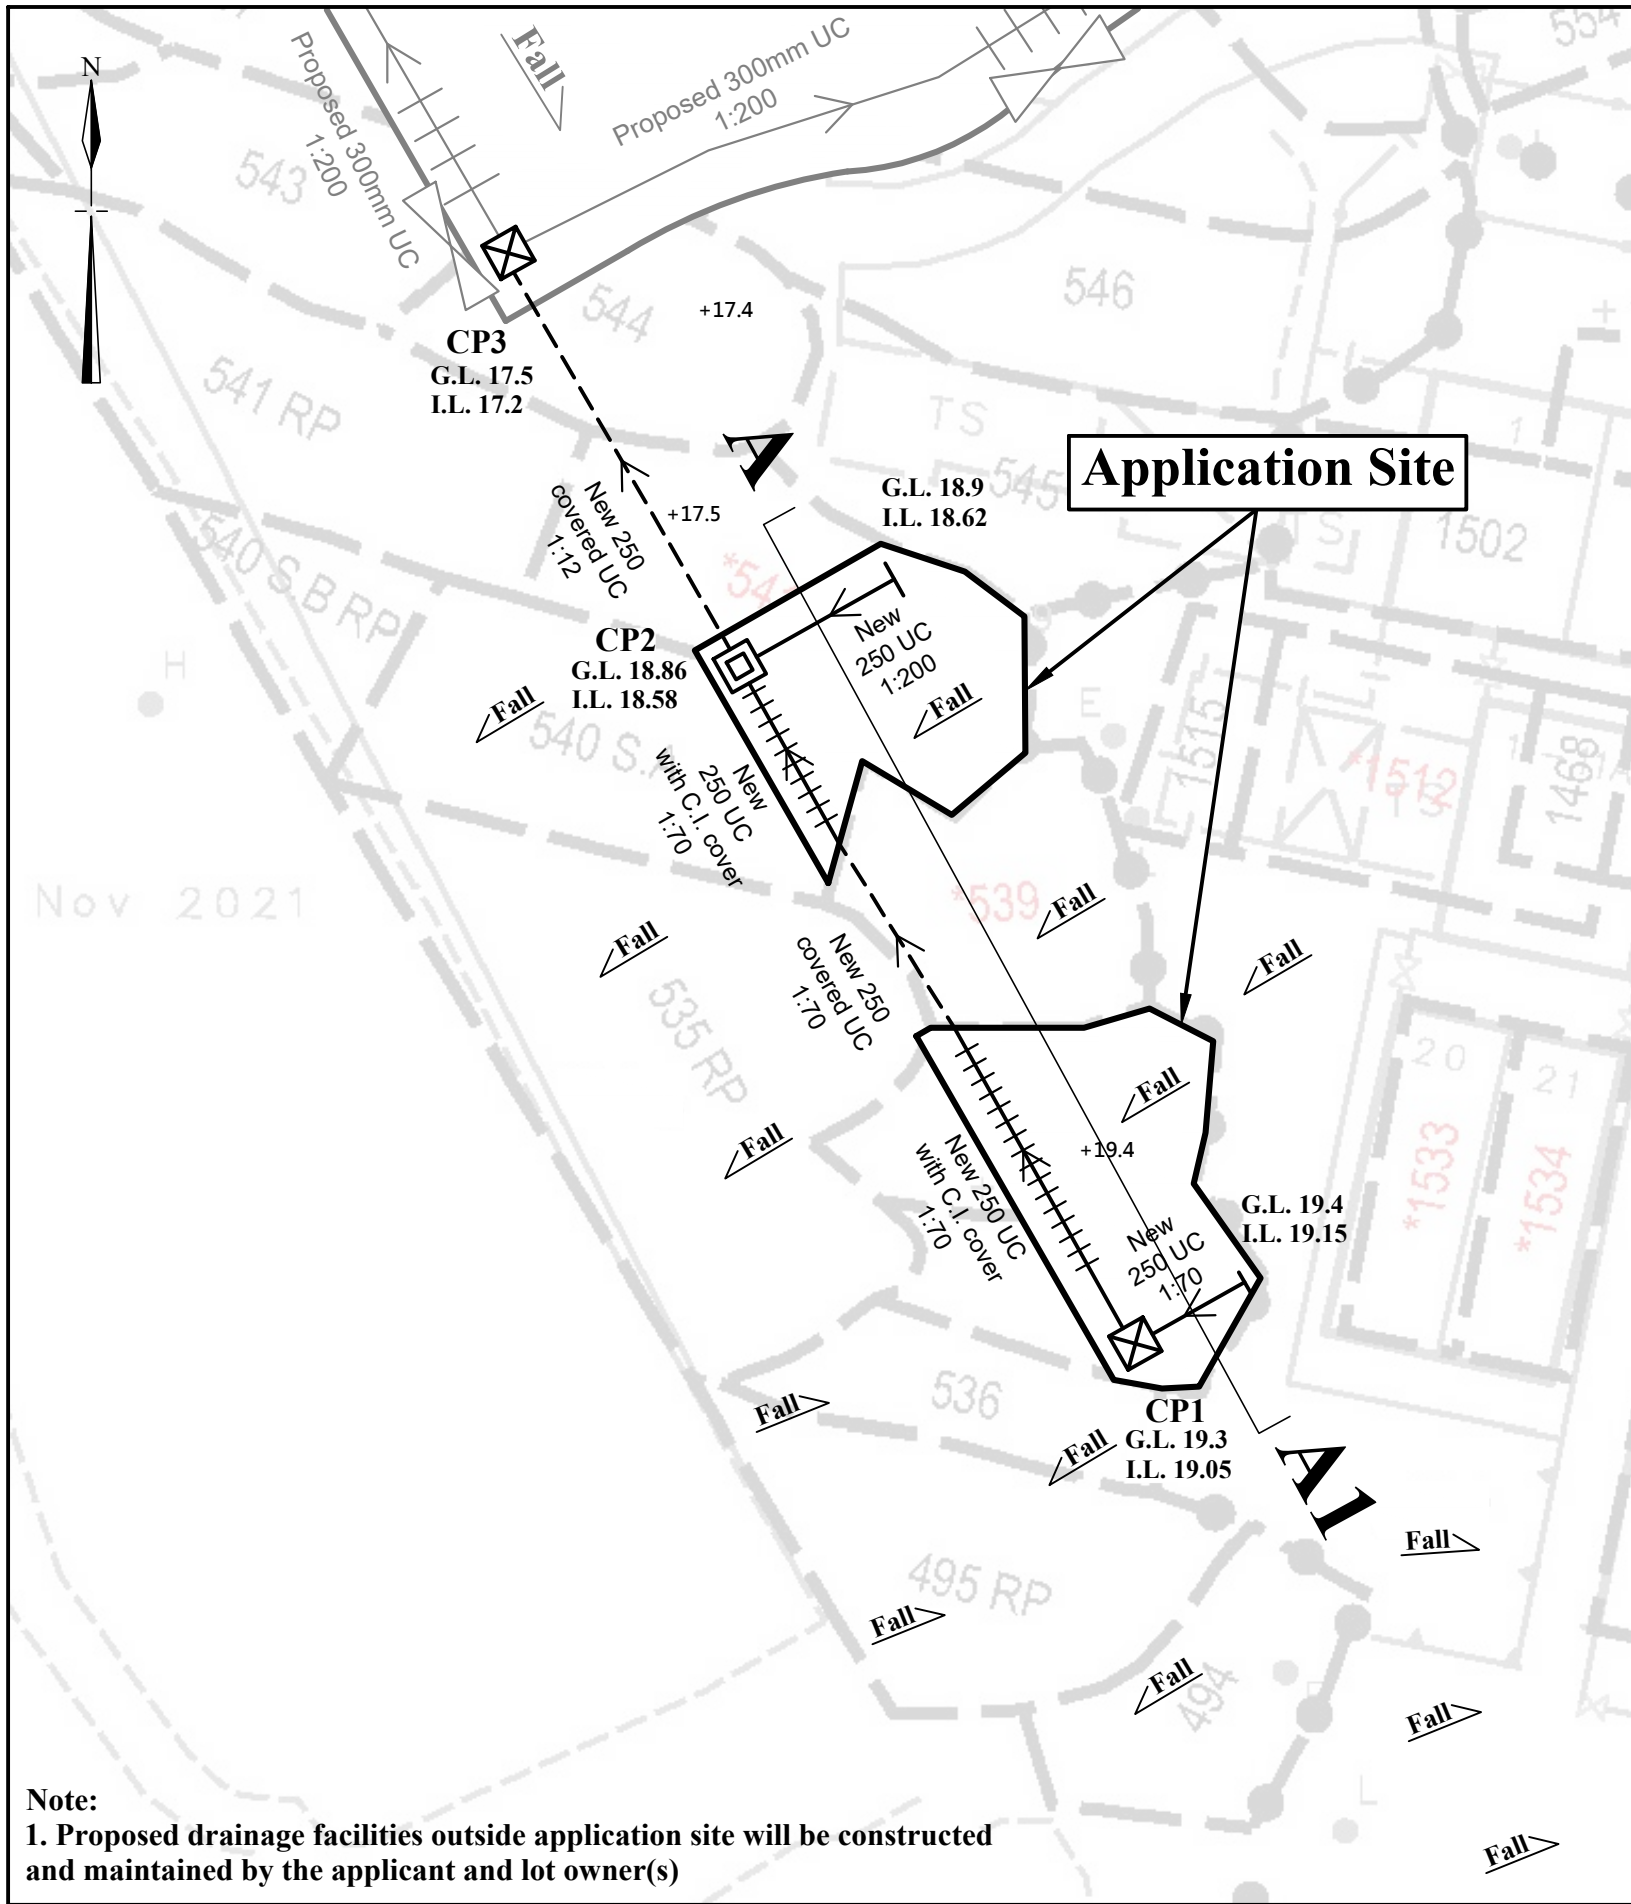 N
Proposed 300mm UC
1:200
Fall
Proposed 300mm UC
1:200
554
543
544
+17.4
546
CP3
G.L. 17.5
I.L. 17.2
541 RP
A
TS
1
Application Site
G.L. 18.9
I.L. 18.62
545
TS
1502
New 250
covered UC
1:12
+17.5
540 S.B RP
H
CP2
G.L. 18.86
I.L. 18.58
New
250 UC
1:200
Fall
Fall
E
1515
*1512
TS
1468
540 S.
New
250 UC
with C.I. cover
1:70
Nov 2021
*539
Fall
Fall
Fall
New 250
covered UC
1:70
535 RP
20
21
*1533
*1534
Fall
Fall
+19.4
New 250 UC
with C.I. cover
1:70
G.L. 19.4
I.L. 19.15
New
250 UC
1:70
536
Fall
CP1
G.L. 19.3
I.L. 19.05
Fall
A1
Fall
495 RP
Fall
Fall
494
Fall
L
Fall
Note:
1. Proposed drainage facilities outside application site will be constructed
and maintained by the applicant and lot owner(s)